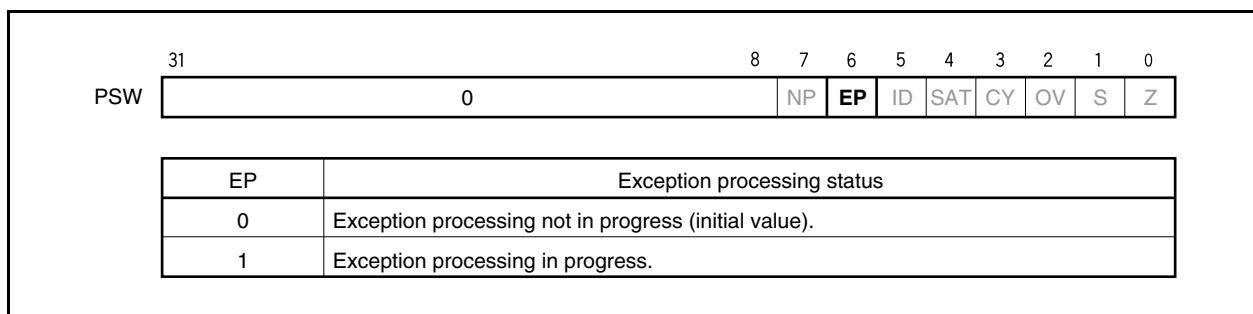 31 8 7 6 5 4 3 2 1 0
PSW 0 NP EP ID SAT CY OV S Z
EP Exception processing status
0 Exception processing not in progress (initial value).
1 Exception processing in progress.